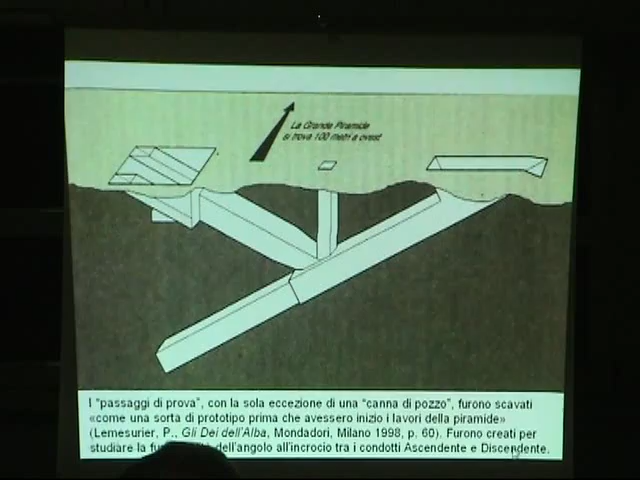 La Grande Piramide
si trova 100 metri a ovest
I “passaggi di prova”, con la sola eccezione di una “canna di pozzo”, furono scavati
«come una sorta di prototipo prima che avessero inizio i lavori della piramide»
(Lemesurier, P., Gli Dei dell'Alba, Mondadori, Milano 1998, p. 60). Furono creati per
studiare la dell'angolo all'incrocio tra i condotti Ascendente e Discendente.